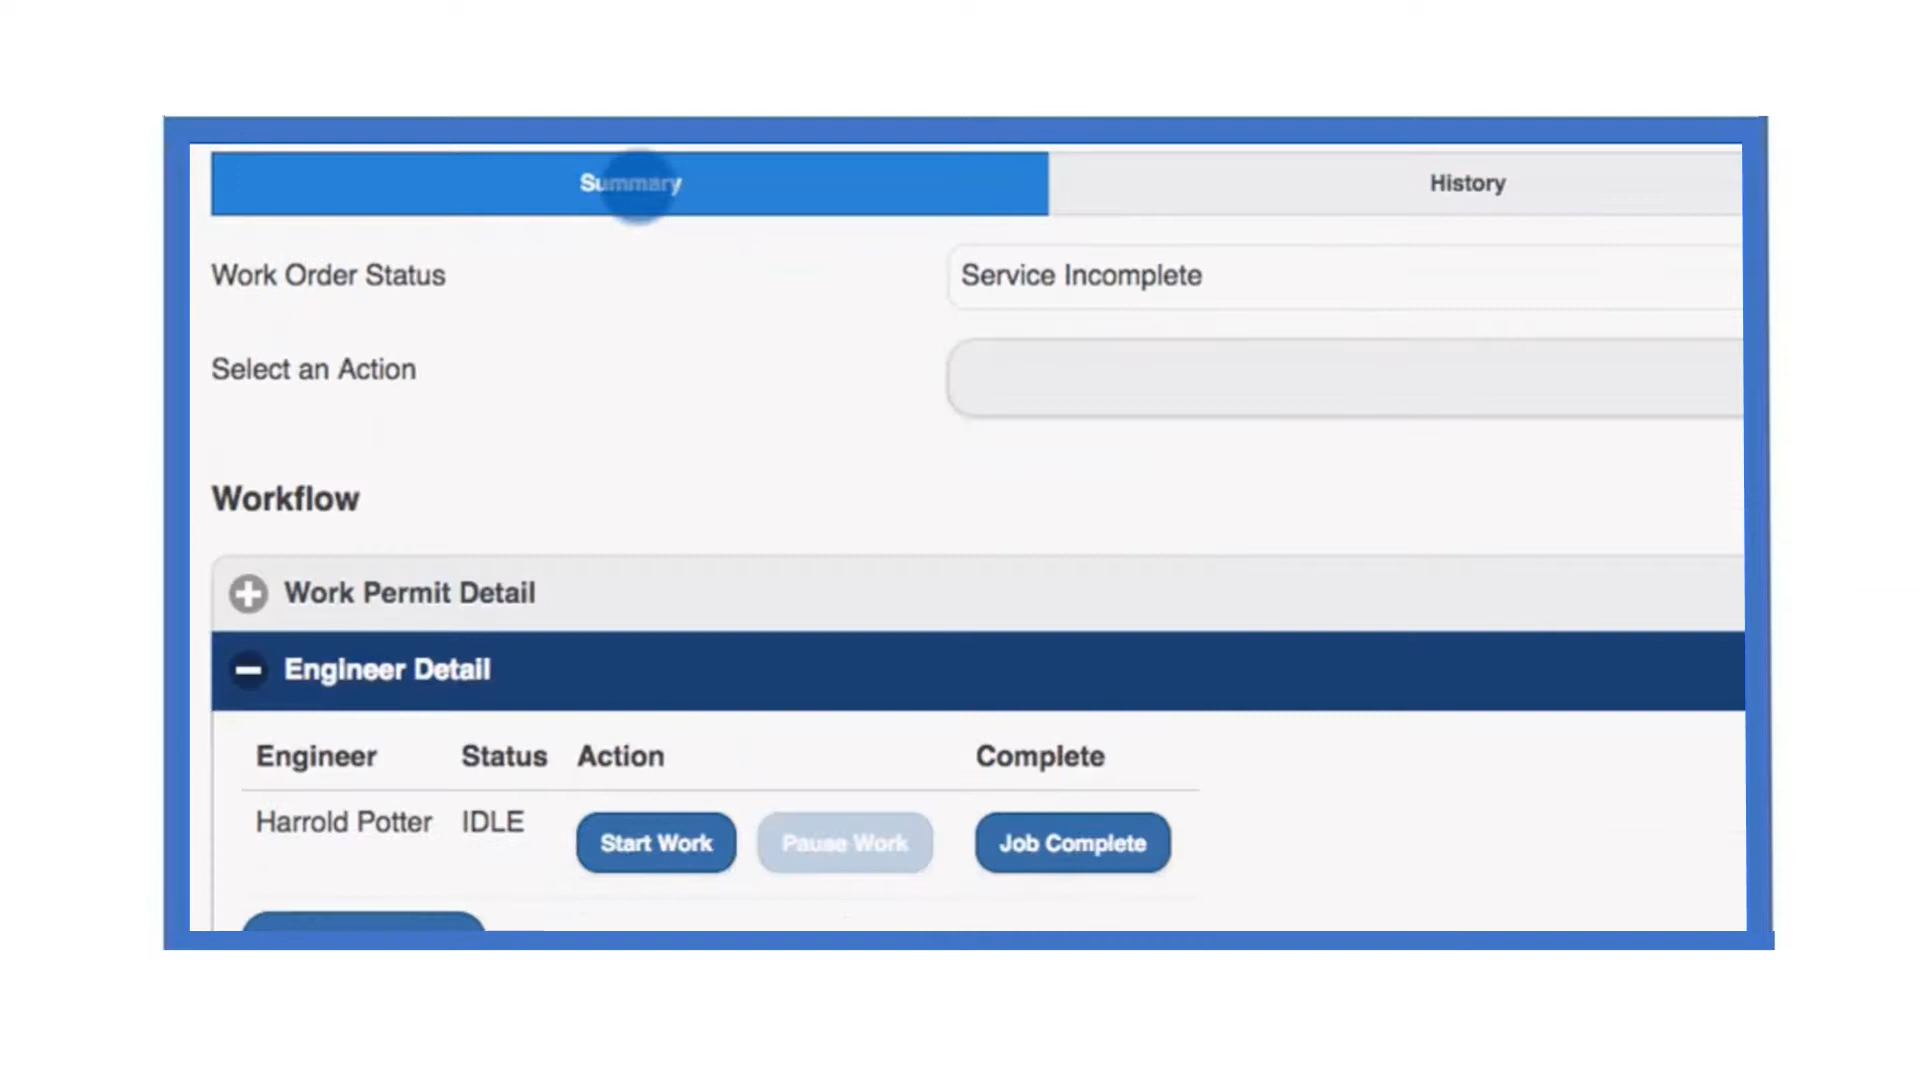 Summary History
Work Order Status Service Incomplete
Select an Action
Workflow
Work Permit Detail
Engineer Detail
Engineer Status Action Complete
Harrold Potter IDLE Start Work Pause Work Job Complete